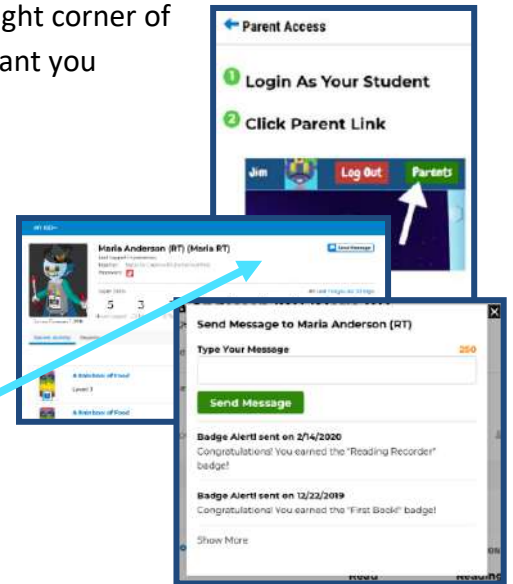 ght corner of
ant you
Parent Access
1 Login As Your Student
2 Click Parent Link
Jim Log Out Parents
Maria Anderson (RT) (Maria RT)
Send Message
5 3
A Rainbow of Food
Level 1
A Rainbow of Food
Send Message to Maria Anderson (RT)
Type Your Message 250
Send Message
Badge Alert! sent on 2/14/2020
Congratulations! You earned the "Reading Recorder"
badge!
Badge Alert! sent on 12/22/2019
Congratulations! You earned the "First Book!" badge!
Show More
Read Reading